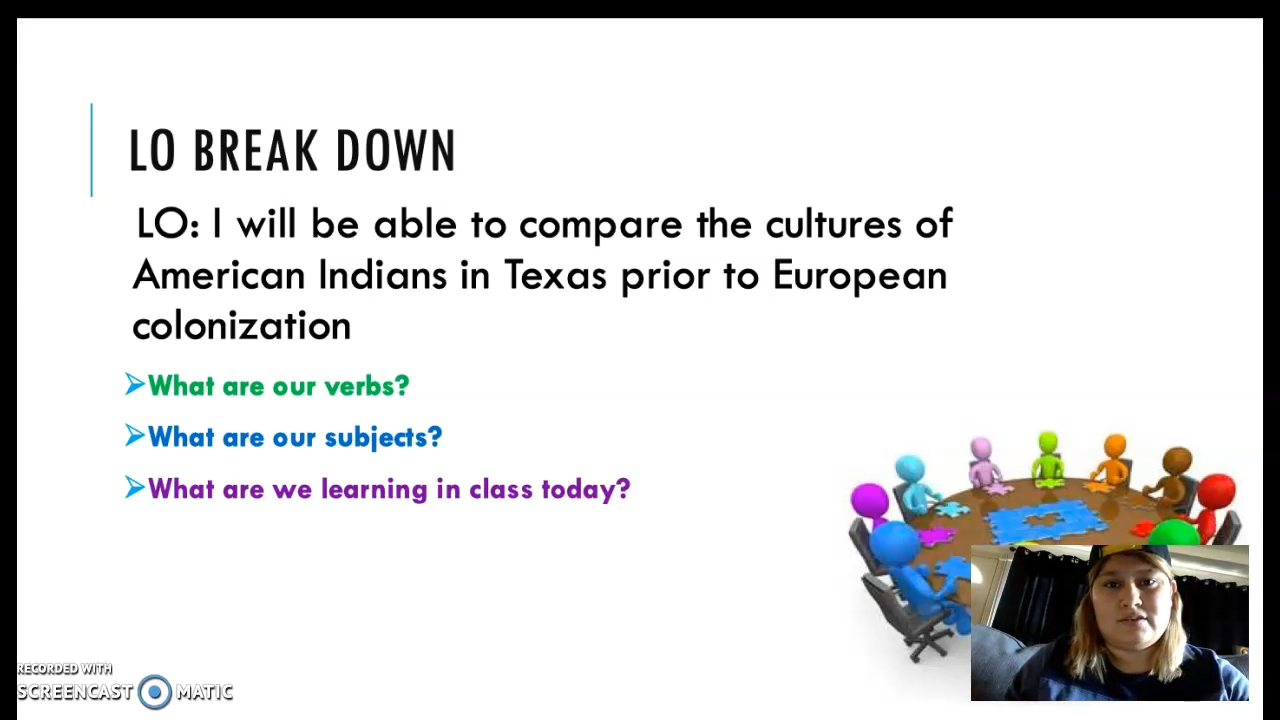 LO BREAK DOWN
LO: I will be able to compare the cultures of
American Indians in Texas prior to European
colonization
What are our verbs?
What are our subjects?
What are we learning in class today?
RECORDED WITH
SCREENCAST MATIC